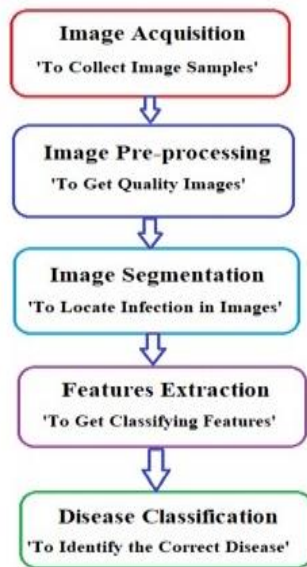 Image Acquisition
'To Collect Image Samples'
Image Pre-processing
'To Get Quality Images'
Image Segmentation
'To Locate Infection in Images'
Features Extraction
'To Get Classifying Features'
Disease Classification
'To Identify the Correct Disease'